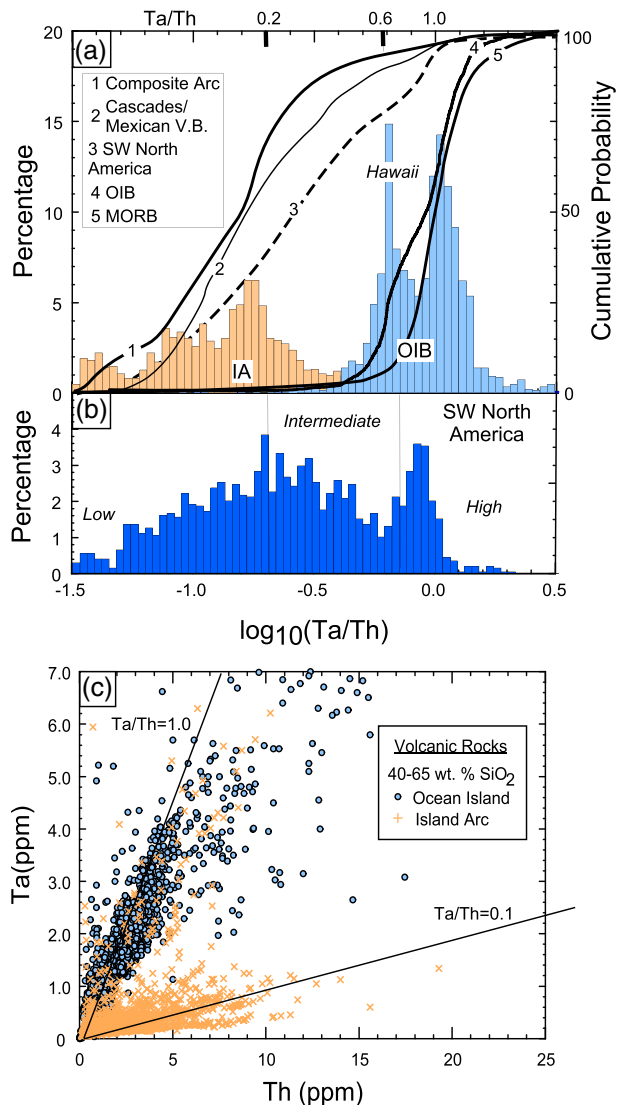 Ta/Th 0.2 0.6 1.0
(a)
20 100
1 Composite Arc
2 Cascades/
Mexican V.B.
3 SW North
America
4 OIB
5 MORB
4
5
Hawaii
15
Percentage
Cumulative Probability
3
10 50
2
5
1
IA
OIB
0 0
(b)
Intermediate
SW North
America
4
Percentage
3
2
Low
High
1
0
-1.5 -1.0 -0.5 0.0 0.5
log10(Ta/Th)
(c)
7.0
Ta/Th=1.0
6.0
Volcanic Rocks
40-65 wt. % SiO2
Ocean Island
Island Arc
5.0
4.0
Ta(ppm)
3.0
Ta/Th=0.1
2.0
1.0
0
0 5 10 15 20 25
Th (ppm)